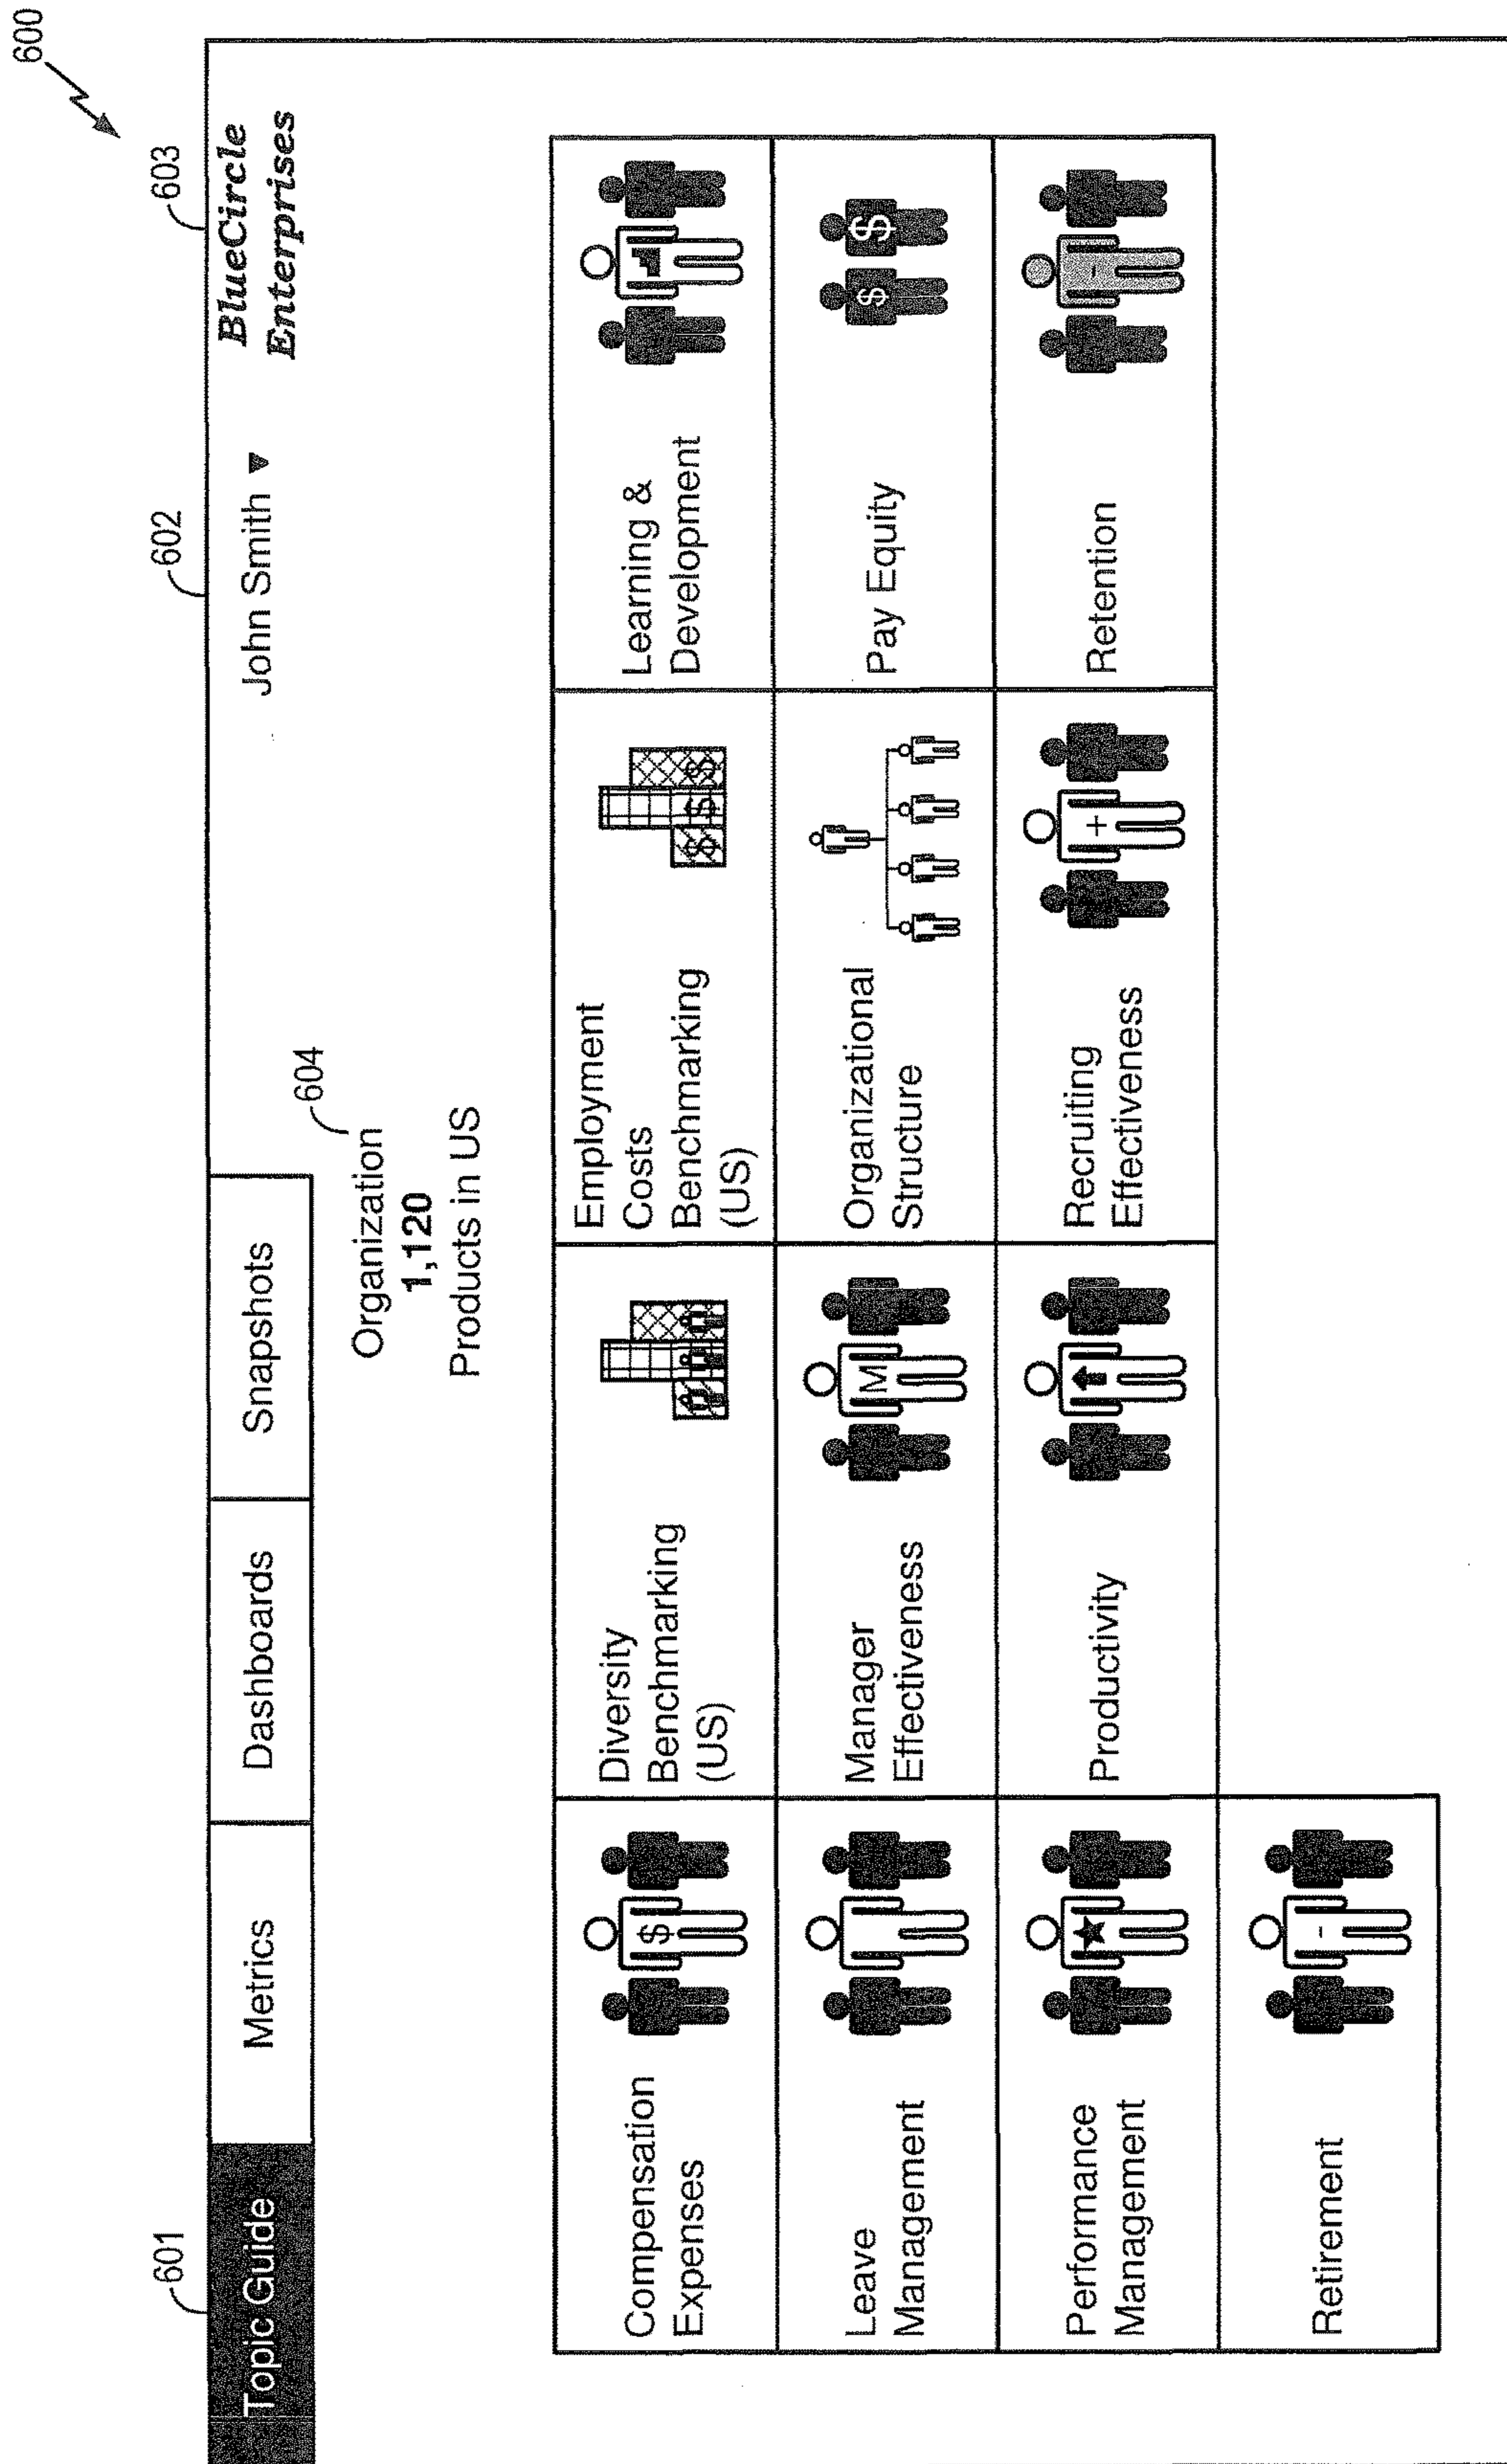 600
601
602
603
Topic Guide
Metrics
Dashboards
Snapshots
John Smith
BlueCircle
Enterprises
604
Organization
1,120
Products in US
Compensation
Expenses
$
Diversity
Benchmarking
(US)
Employment
Costs
Benchmarking
(US)
$ $ $
Learning &
Development
Leave
Management
Manager
Effectiveness
M
Organizational
Structure
Pay Equity
$ $
Performance
Management
Productivity
Recruiting
Effectiveness
+
Retention
-
Retirement
-